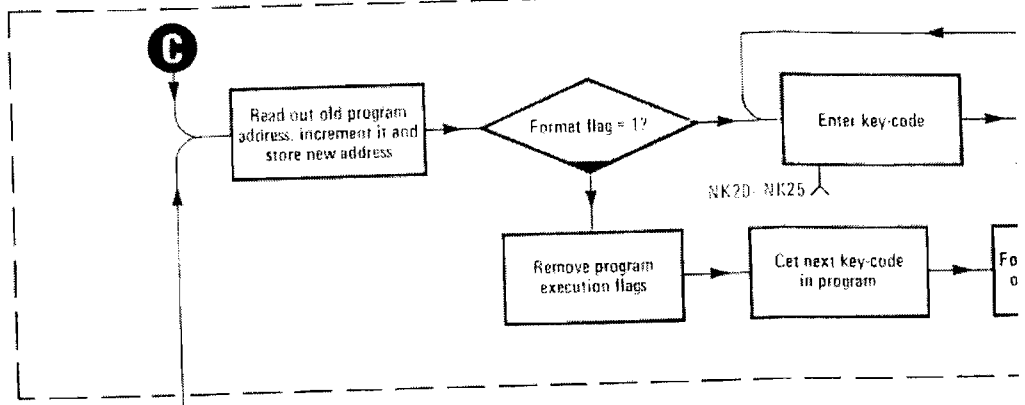 C
Read out old program
address, increment it and
store new address
Format flag = 1?
Enter key-code
NK20- NK25
Remove program
execution flags
Get next key-code
in program
Fo
o